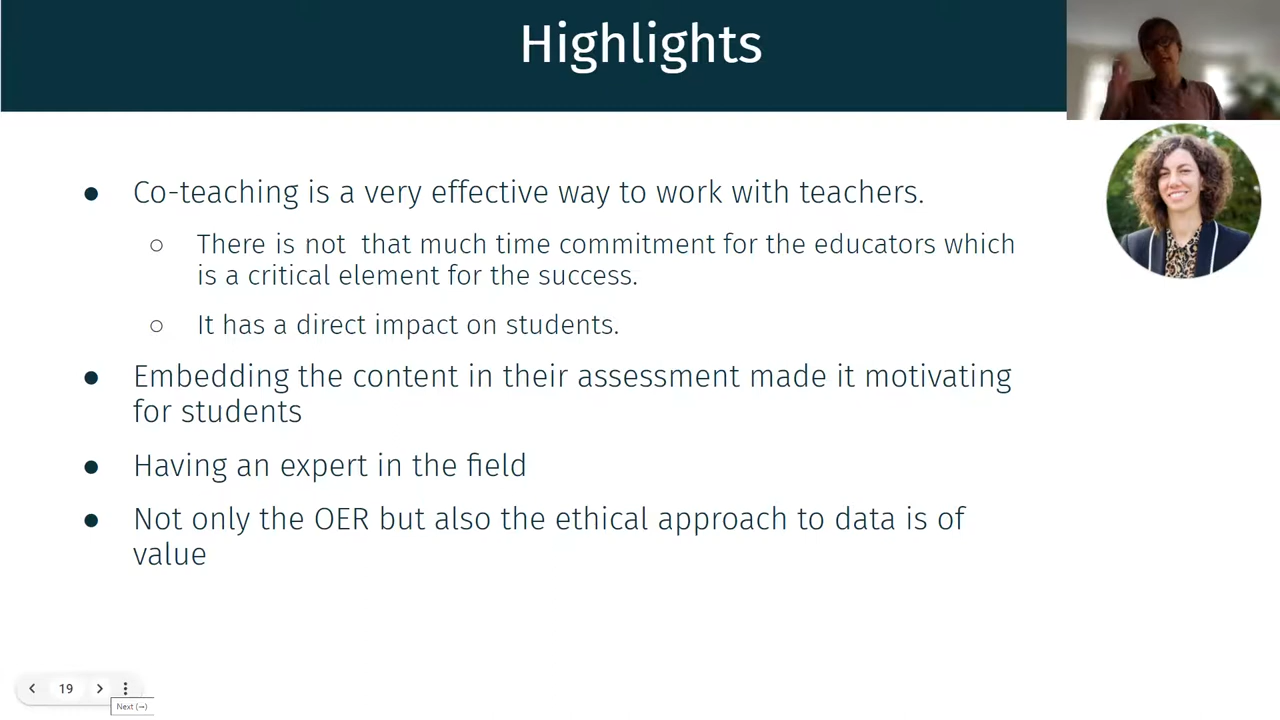 Highlights
● Co-teaching is a very effective way to work with teachers.
○ There is not that much time commitment for the educators which
is a critical element for the success.
○ It has a direct impact on students.
● Embedding the content in their assessment made it motivating
for students
● Having an expert in the field
● Not only the OER but also the ethical approach to data is of
value
19
Next (→)